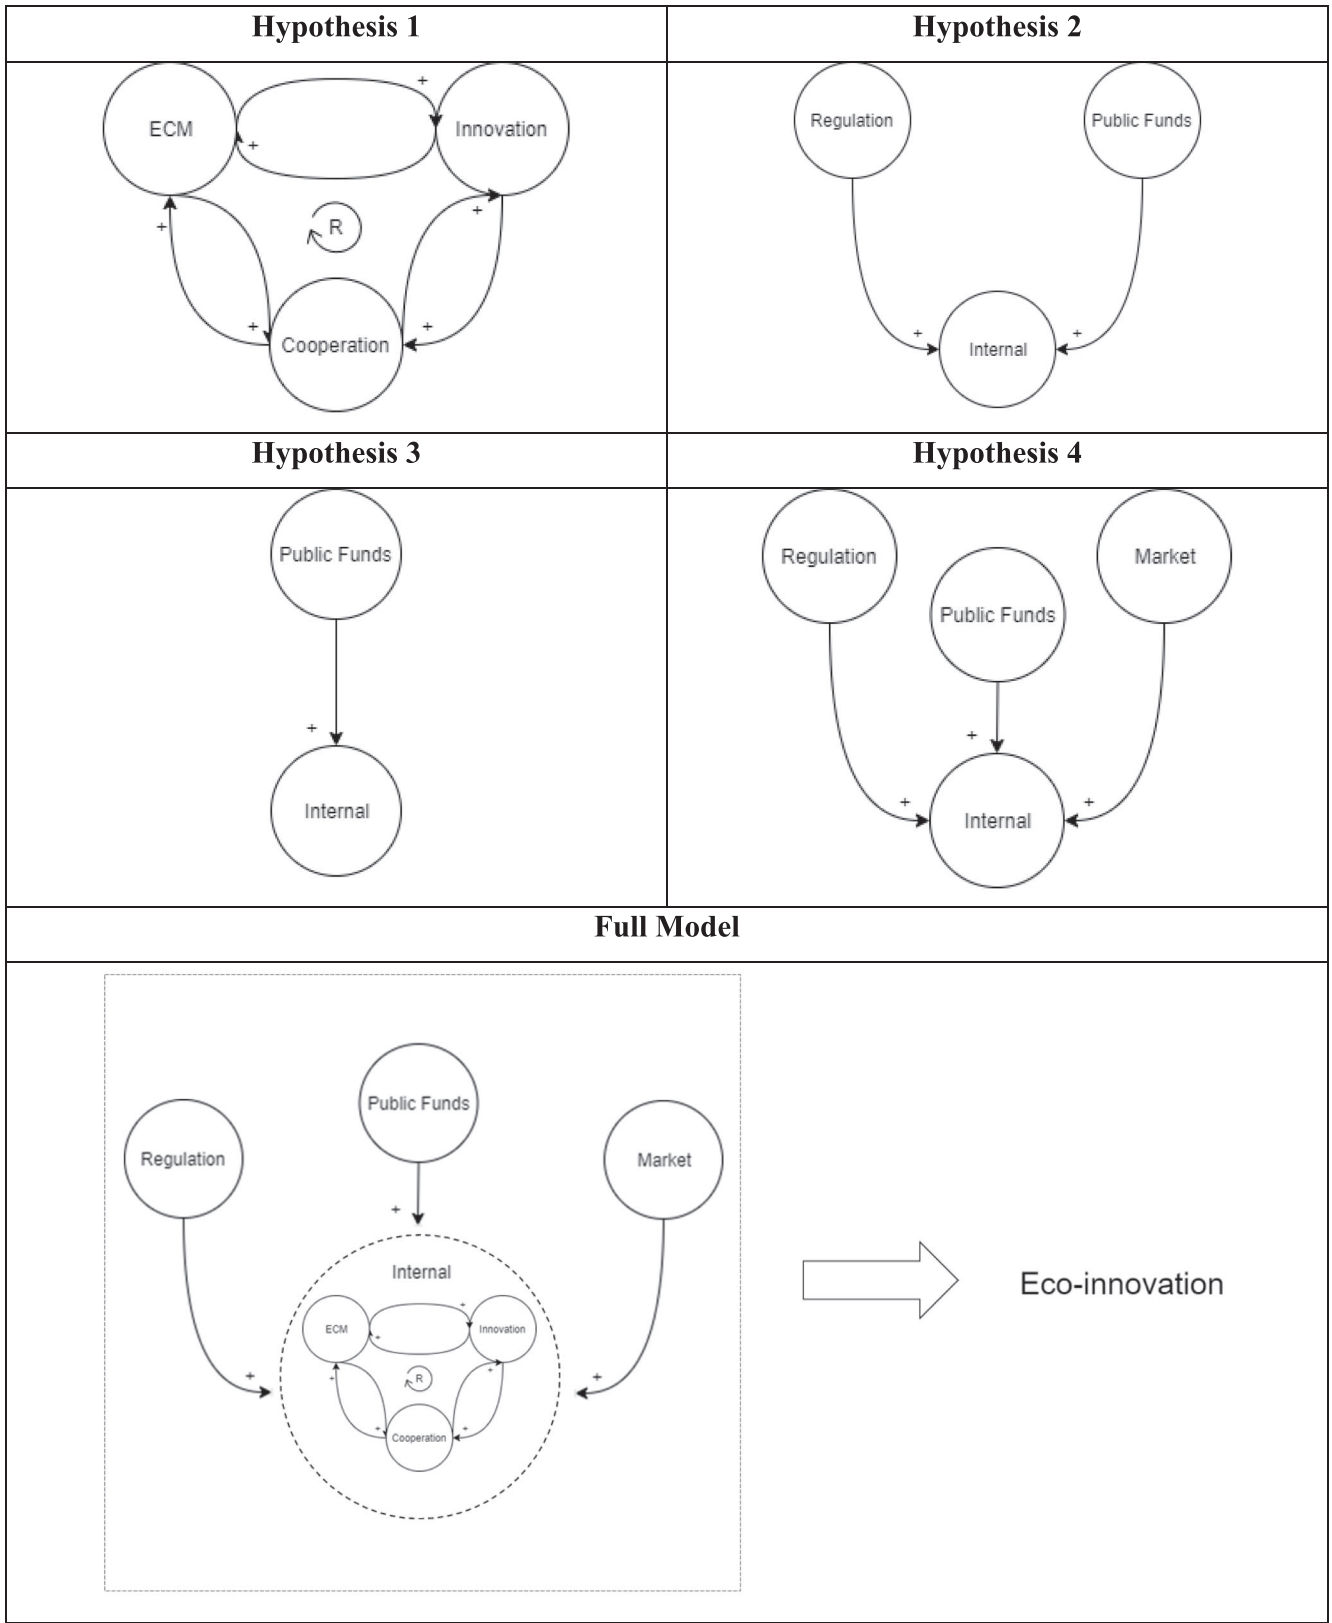 Hypothesis 1
Hypothesis 2
ECM
+
+
Innovation
+
R
+
+
+
Cooperation
Regulation
Public Funds
+
+
Internal
Hypothesis 3
Hypothesis 4
Public Funds
+
Internal
Regulation
Public Funds
Market
+
+
+
Internal
Full Model
Public Funds
Regulation
Market
+
+
+
Internal
ECM
+
+
Innovation
+
R
+
+
+
Cooperation
Eco-innovation